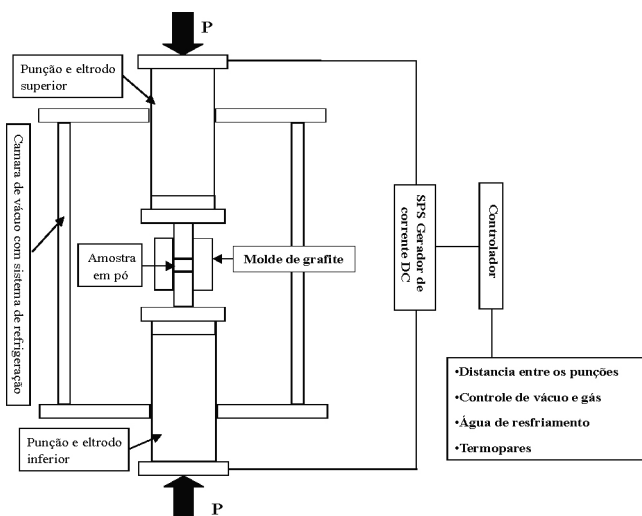 P
Punção e eltrodo
superior
Camara de vácuo com sistema de refrigeração
Amostra
em pó
Molde de grafite
SPS Gerador de
corrente DC
Controlador
•Distancia entre os punções
•Controle de vácuo e gás
•Água de resfriamento
•Termopares
Punção e eltrodo
inferior
P